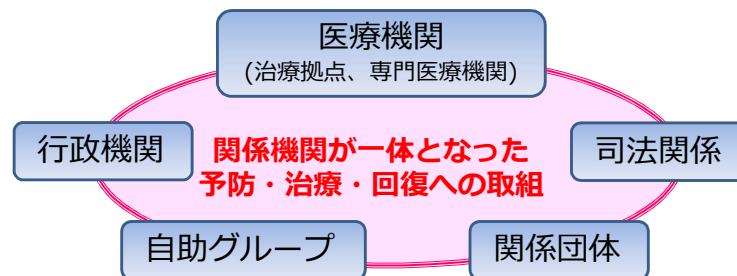 医療機関
(治療拠点、専門医療機関)
行政機関
関係機関が一体となった
予防・治療・回復への取組
司法関係
自助グループ
関係団体